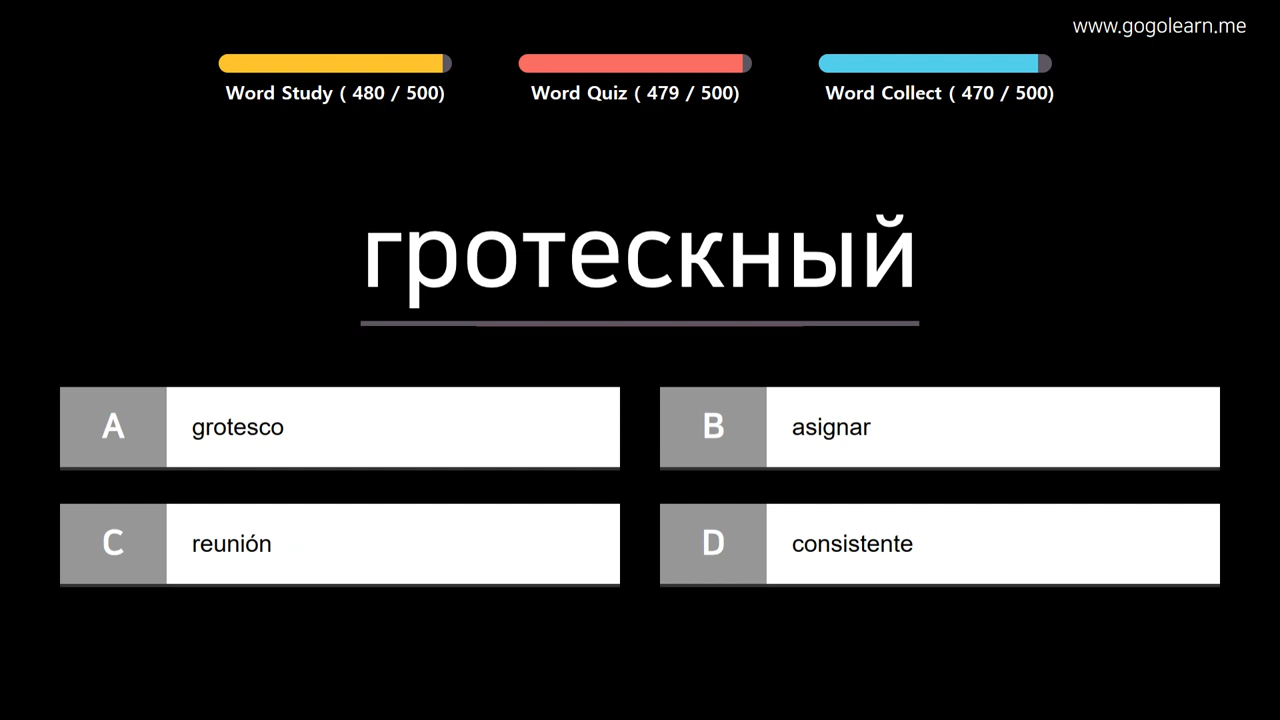 www.gogolearn.me
Word Study ( 480 / 500)
Word Quiz ( 479 / 500)
Word Collect ( 470 / 500)
гротескный
A grotesco
B asignar
C reunión
D consistente